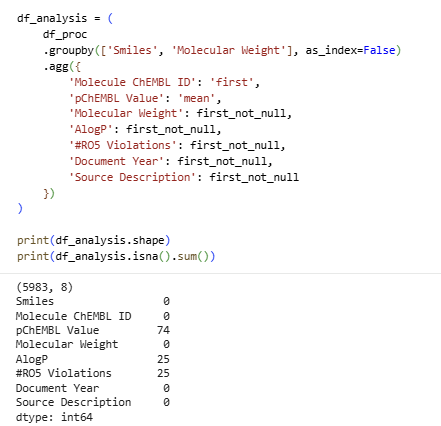 df_analysis = (
    df_proc
    .groupby(['Smiles', 'Molecular Weight'], as_index=False)
    .agg({
        'Molecule ChEMBL ID': 'first',
        'pChEMBL Value': 'mean',
        'Molecular Weight': first_not_null,
        'AlogP': first_not_null,
        '#RO5 Violations': first_not_null,
        'Document Year': first_not_null,
        'Source Description': first_not_null
    })
)
print(df_analysis.shape)
print(df_analysis.isna().sum())
(5983, 8)
Smiles                 0
Molecule ChEMBL ID     0
pChEMBL Value         74
Molecular Weight       0
AlogP                 25
#RO5 Violations       25
Document Year          0
Source Description     0
dtype: int64